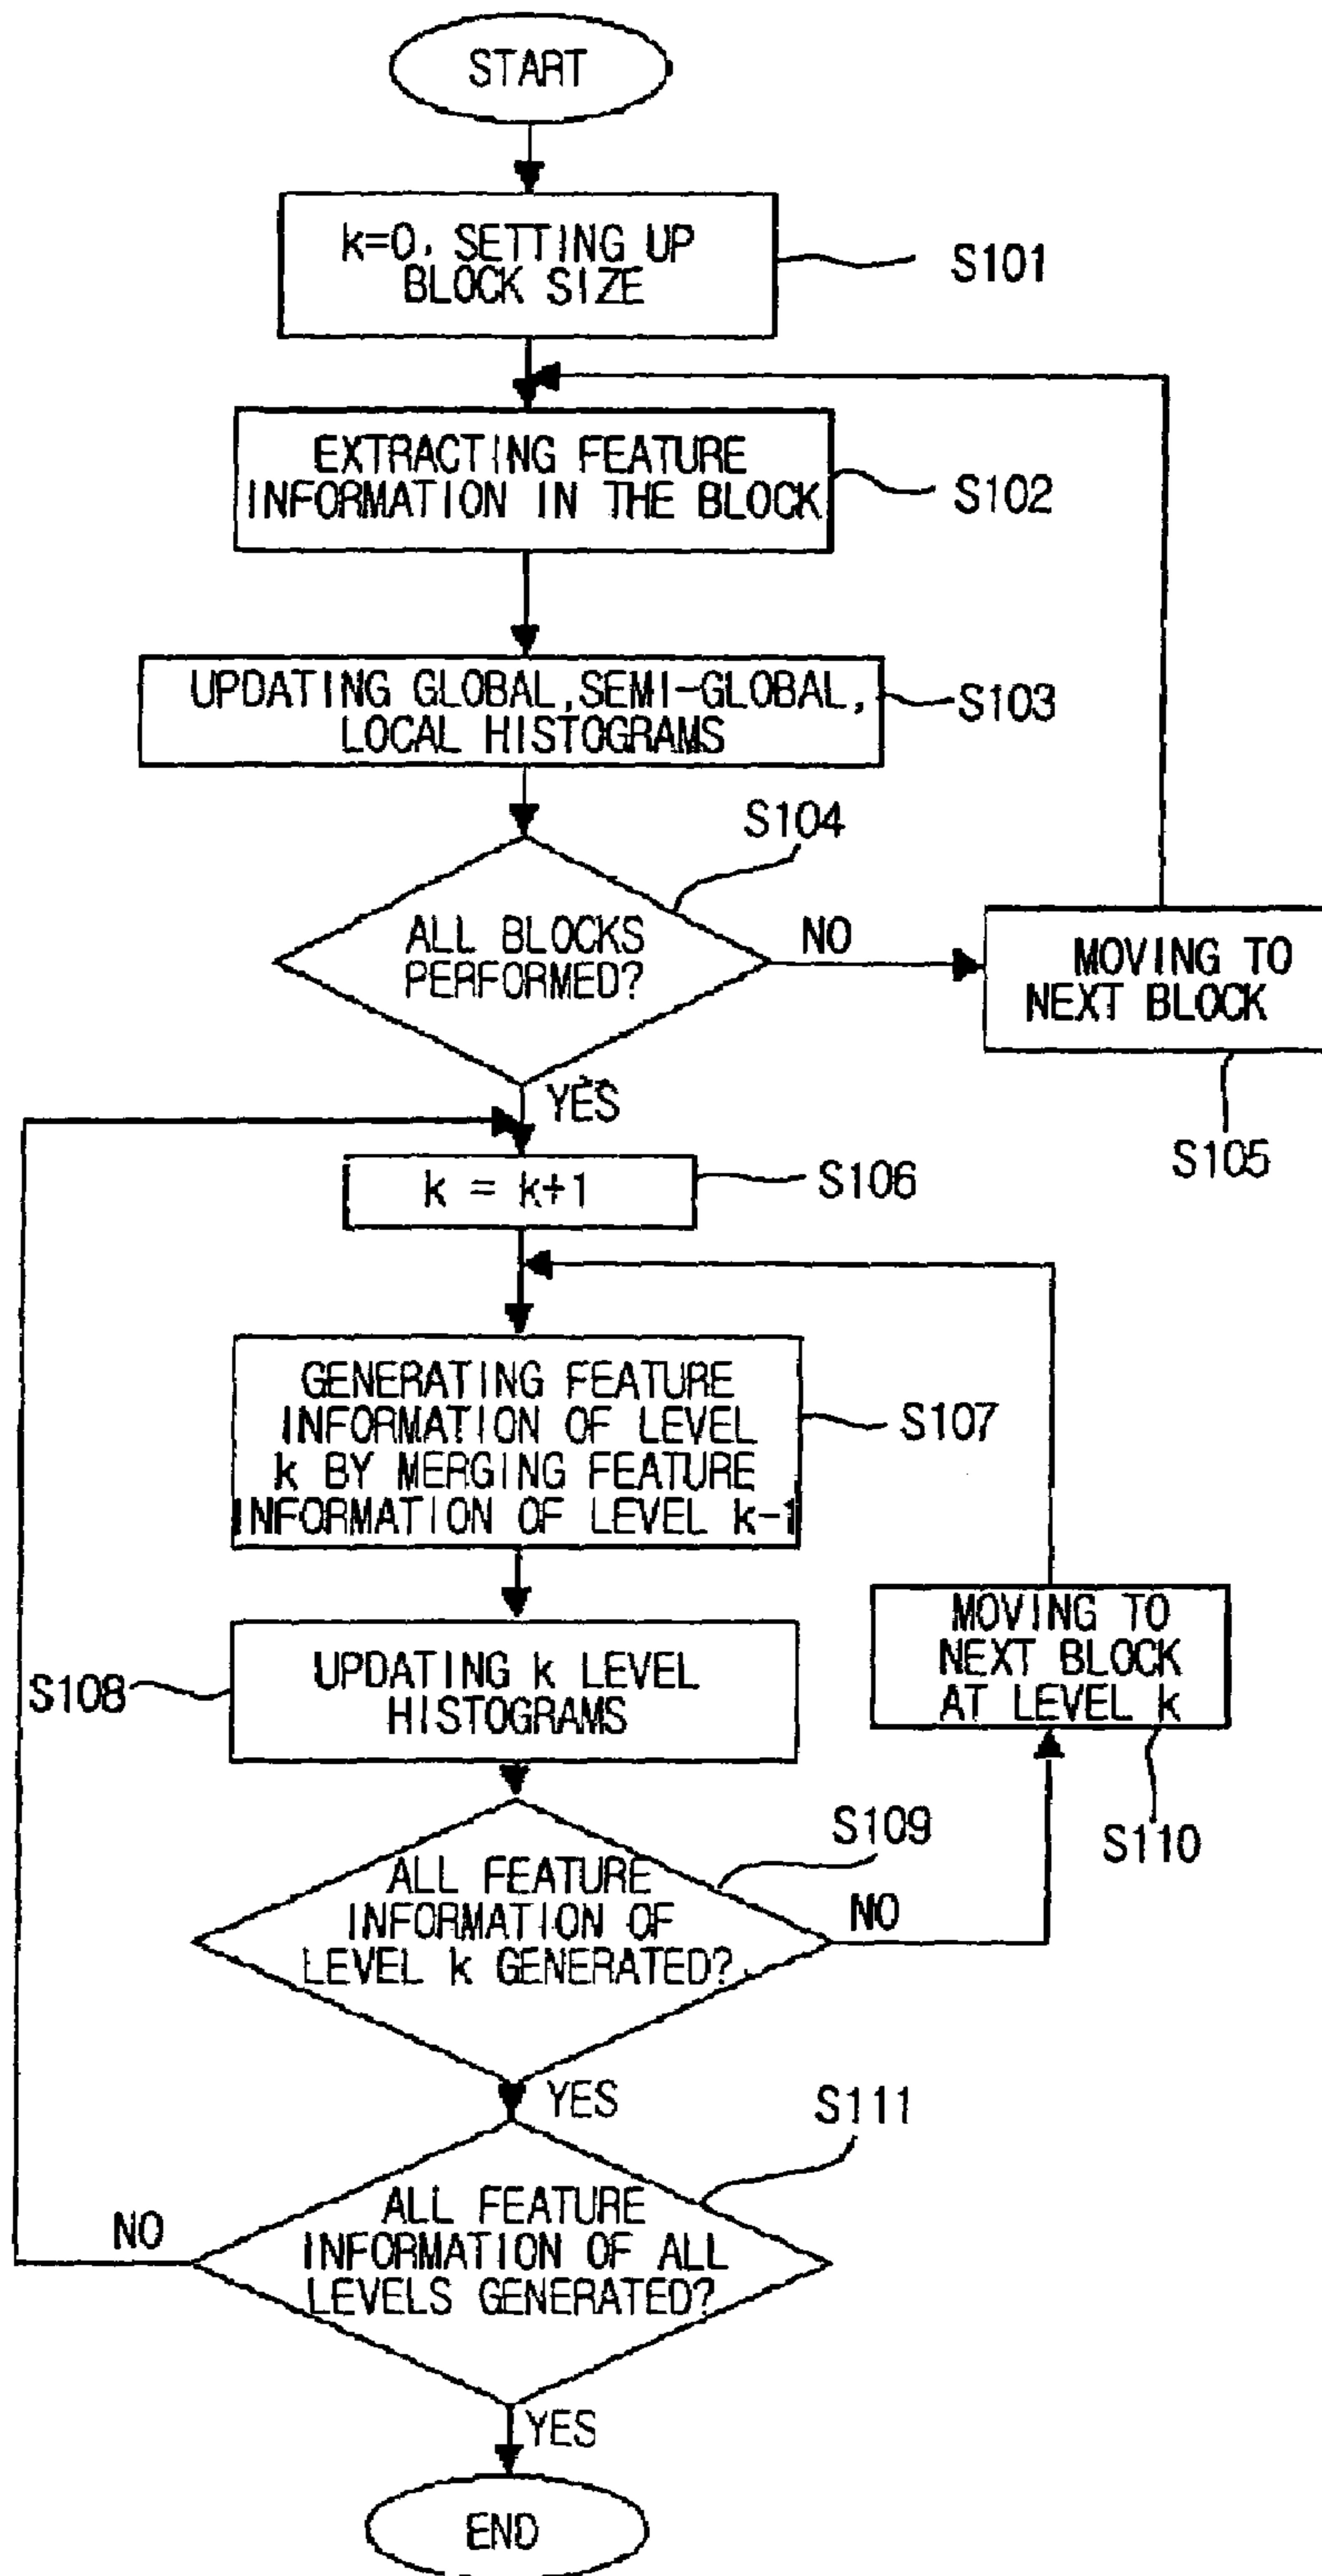 START
k=0, SETTING UP
BLOCK SIZE
S101
EXTRACTING FEATURE
INFORMATION IN THE BLOCK
S102
UPDATING GLOBAL,SEMI-GLOBAL,
LOCAL HISTOGRAMS
S103
S104
ALL BLOCKS
PERFORMED?
NO
MOVING TO
NEXT BLOCK
S105
YES
k = k+1
S106
GENERATING FEATURE
INFORMATION OF LEVEL
k BY MERGING FEATURE
INFORMATION OF LEVEL k-1
S107
UPDATING k LEVEL
HISTOGRAMS
S108
MOVING TO
NEXT BLOCK
AT LEVEL k
S110
S109
ALL FEATURE
INFORMATION OF
LEVEL k GENERATED?
NO
YES
S111
ALL FEATURE
INFORMATION OF ALL
LEVELS GENERATED?
NO
YES
END